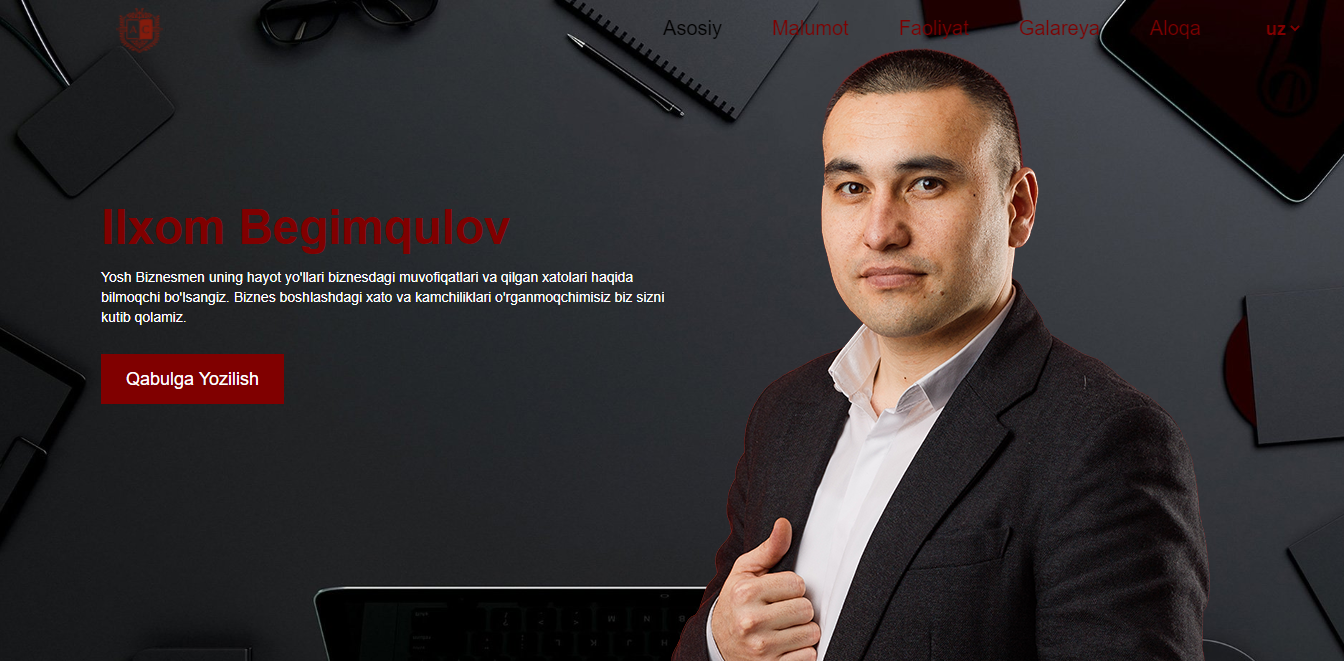 Asosiy Malumot Faoliyat Galareya Aloqa uz
Ilxom Begimqulov
Yosh Biznesmen uning hayot yo'llari biznesdagi muvofiqatlari va qilgan xatolari haqida
bilmoqchi bo'lsangiz. Biznes boshlashdagi xato va kamchiliklari o'rganmoqchimisiz biz sizni
kutib qolamiz.
Qabulga Yozilish